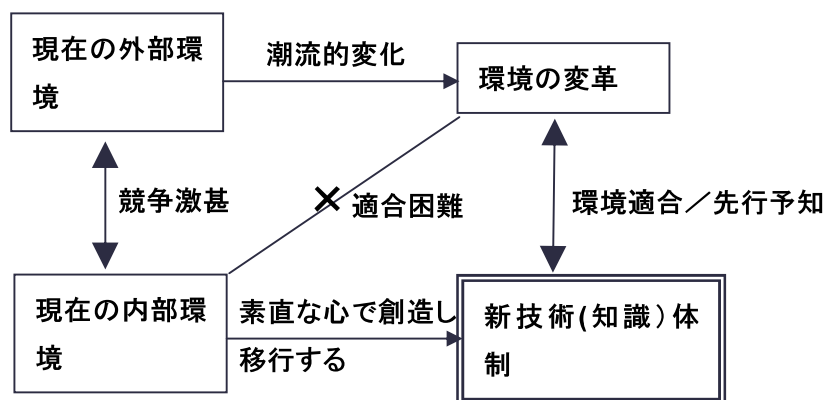 現在の外部環
境
潮流的変化
環境の変革
競争激甚
✕
適合困難
環境適合／先行予知
現在の内部環
境
素直な心で創造し
移行する
新技術(知識）体
制